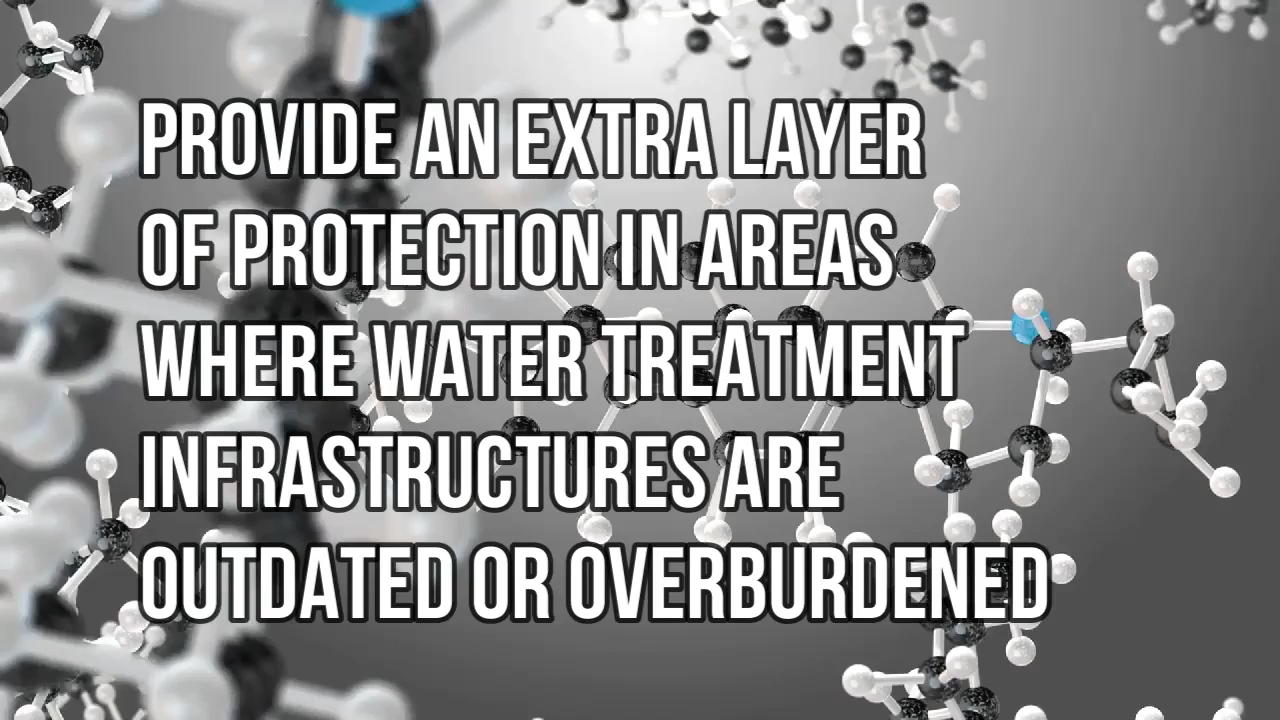 PROVIDE AN EXTRA LAYER
OF PROTECTION IN AREAS
WHERE WATER TREATMENT
INFRASTRUCTURES ARE
OUTDATED OR OVERBURDENED